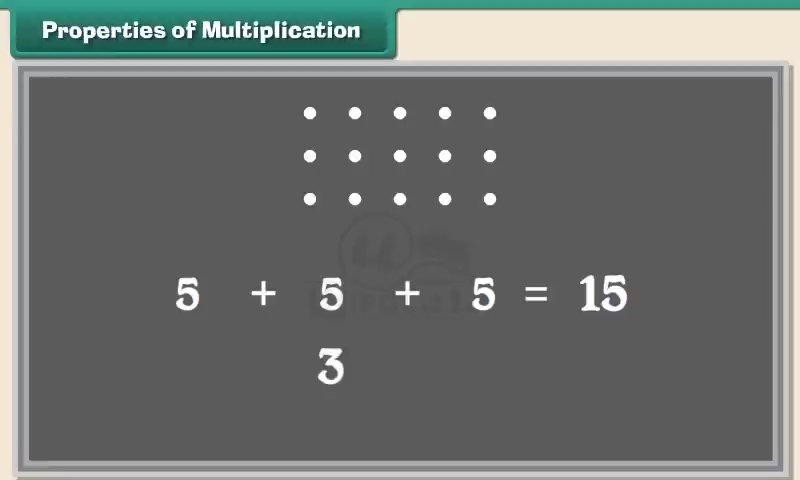 Properties of Multiplication
5 + 5 + 5 = 15
3